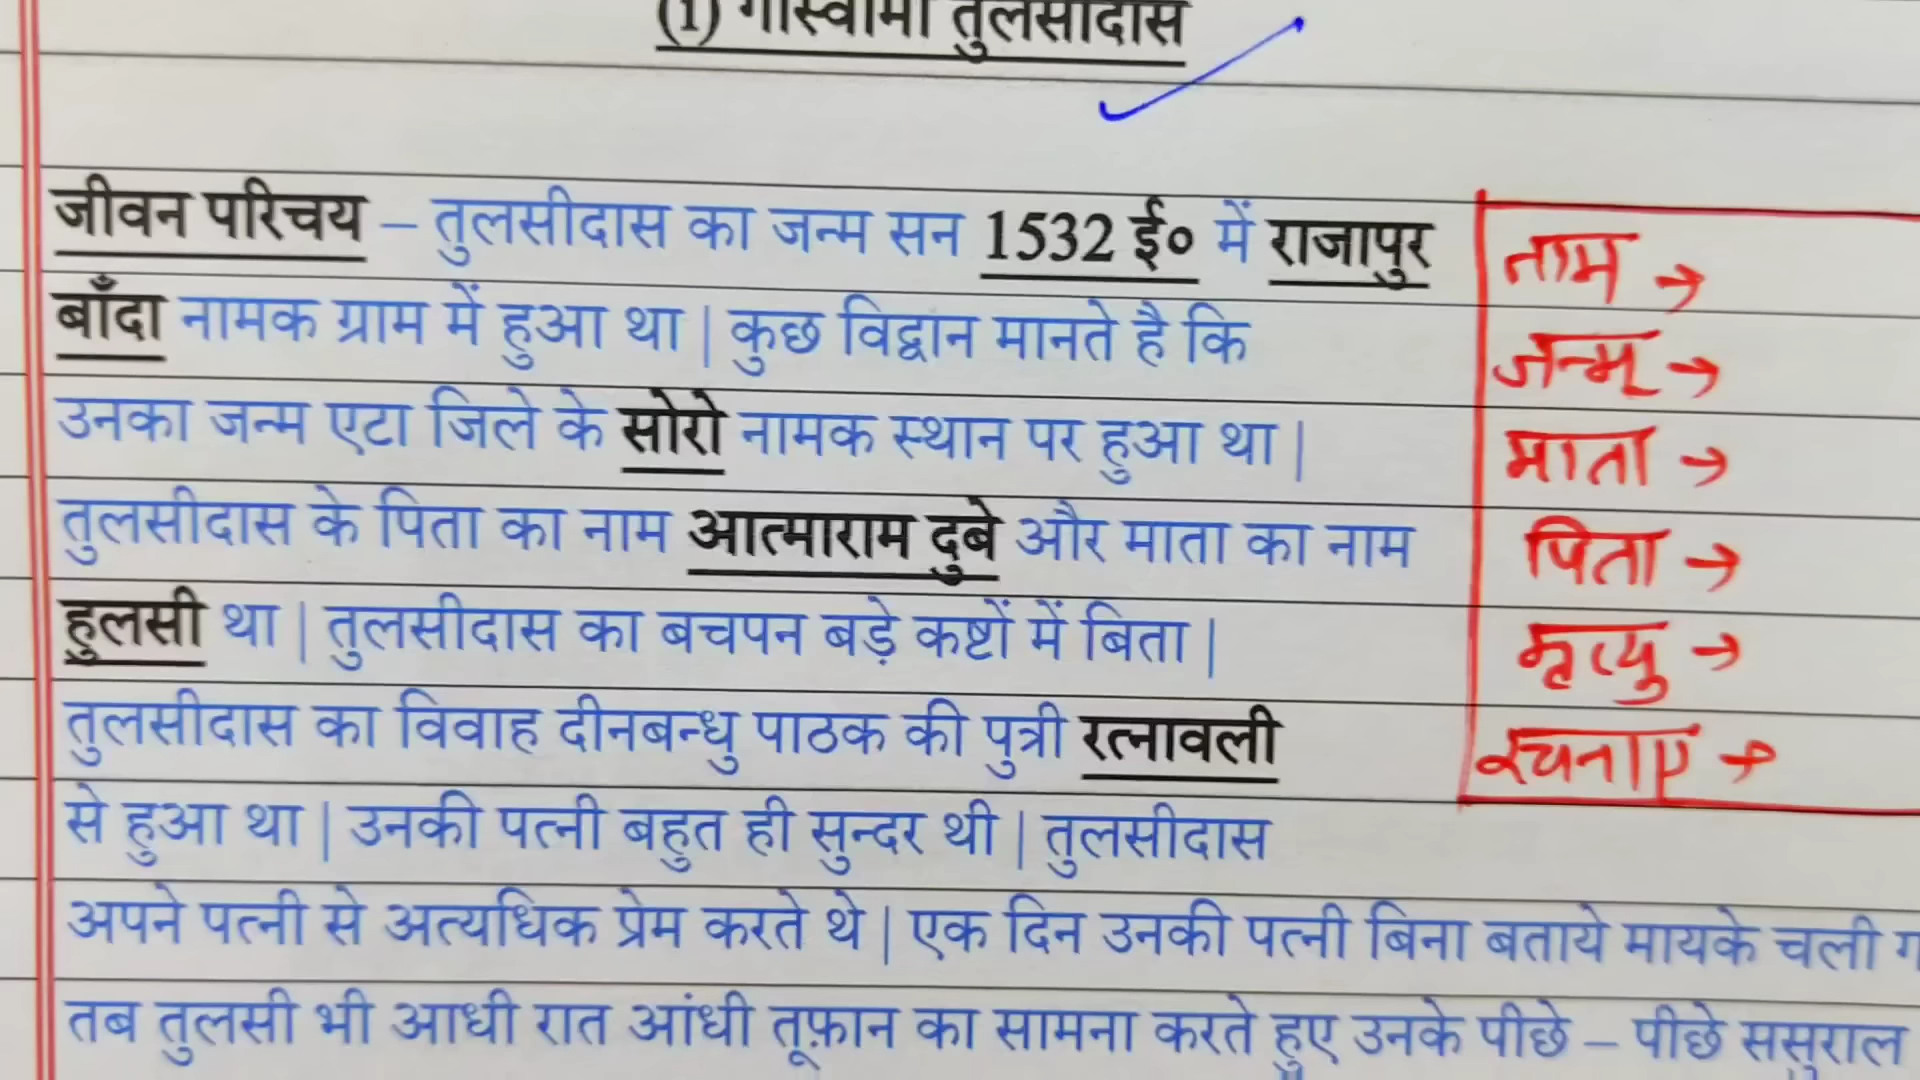 (1) गोस्वामी तुलसीदास
जीवन परिचय – तुलसीदास का जन्म सन 1532 ई० में राजापुर
बाँदा नामक ग्राम में हुआ था | कुछ विद्वान मानते है कि
उनका जन्म एटा जिले के सोरो नामक स्थान पर हुआ था |
तुलसीदास के पिता का नाम आत्माराम दुबे और माता का नाम
हुलसी था | तुलसीदास का बचपन बड़े कष्टों में बिता |
तुलसीदास का विवाह दीनबन्धु पाठक की पुत्री रत्नावली
से हुआ था | उनकी पत्नी बहुत ही सुन्दर थी | तुलसीदास
अपने पत्नी से अत्यधिक प्रेम करते थे | एक दिन उनकी पत्नी बिना बताये मायके चली
तब तुलसी भी आधी रात आंधी तूफ़ान का सामना करते हुए उनके पीछे – पीछे ससुराल
नाम →
जन्म →
माता →
पिता →
मृत्यु →
रचनाए →